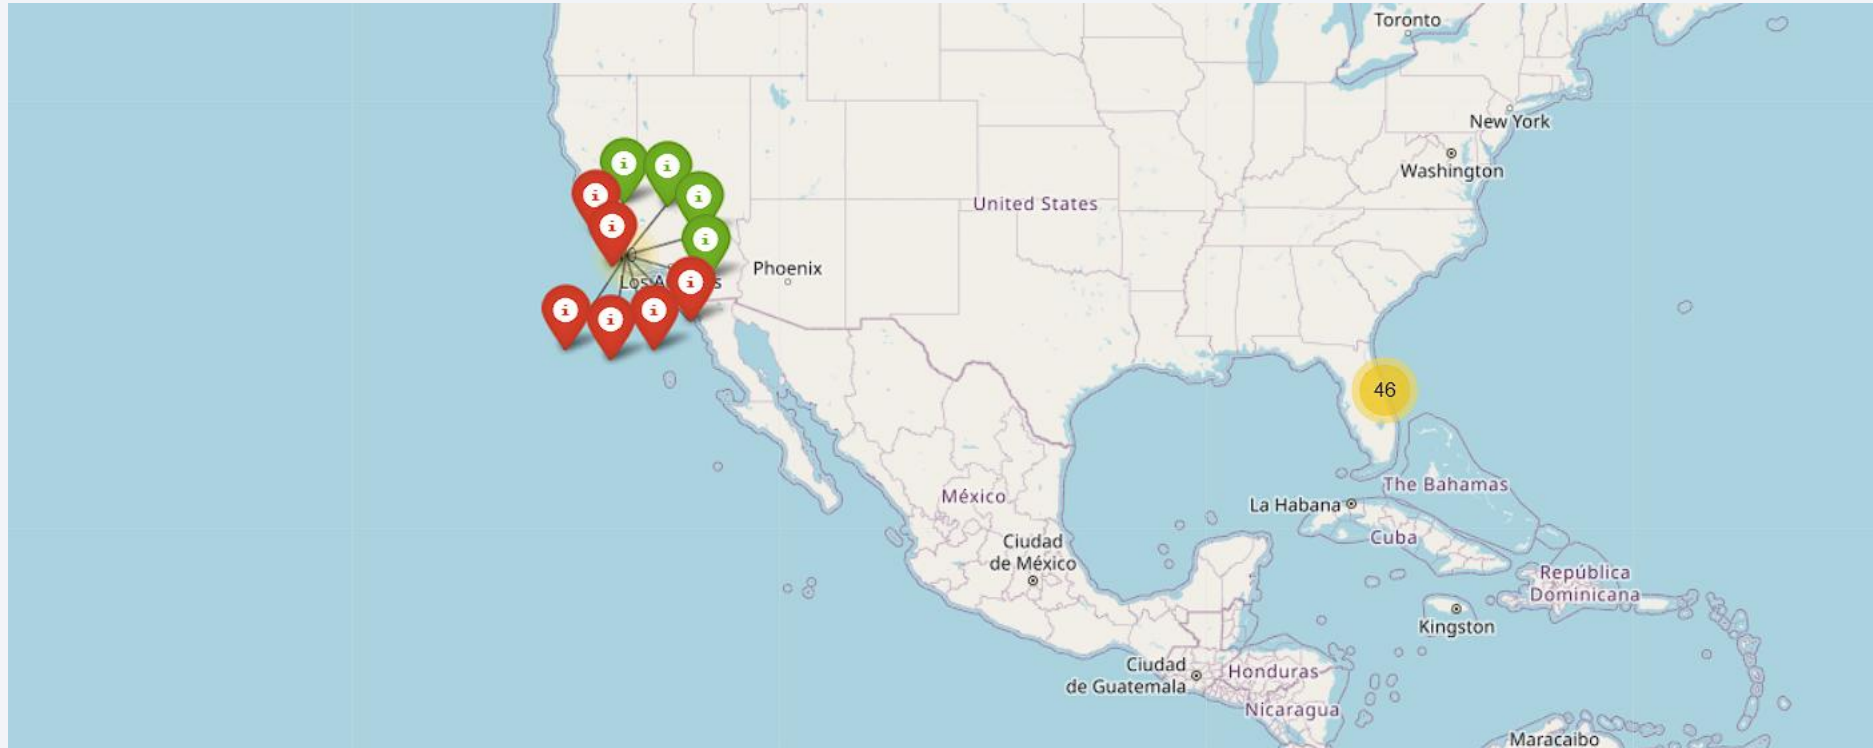 Toronto
New York
Washington
United States
Phoenix
Los A s
46
México
Ciudad
de México
La Habana
The Bahamas
Cuba
República
Dominicana
Kingston
Ciudad
de Guatemala
Honduras
Nicaragua
Maracaibo
i
i
i
i
i
i
i
i
i
i